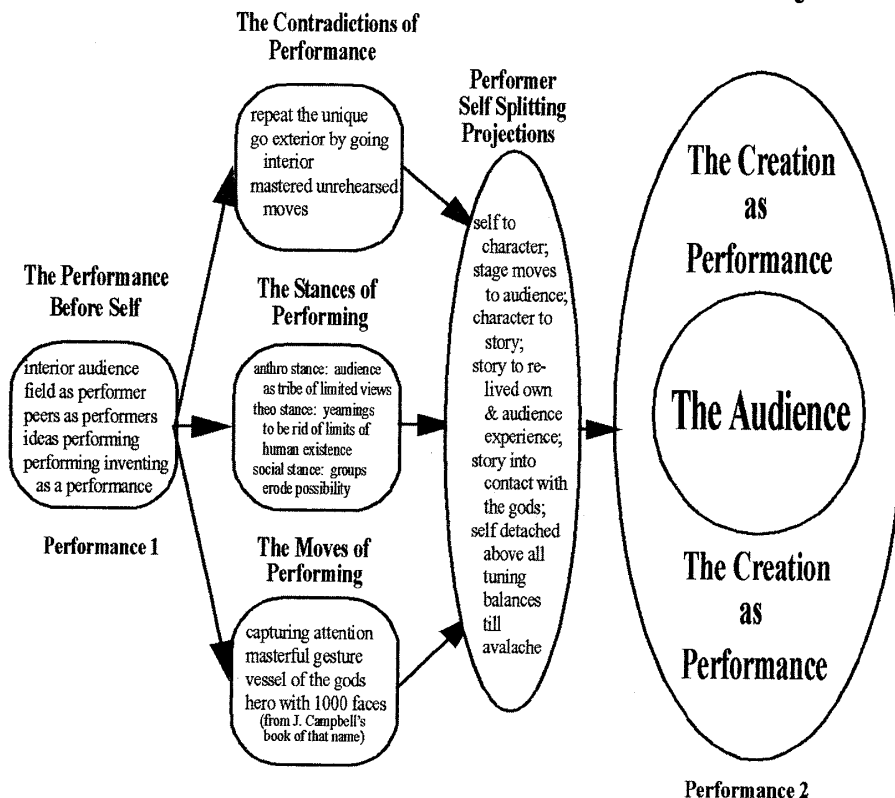 The Contradictions of
Performance
repeat the unique
go exterior by going
interior
mastered unrehearsed
moves
Performer
Self Splitting
Projections
The Performance
Before Self
interior audience
field as performer
peers as performers
ideas performing
performing inventing
as a performance
Performance 1
The Stances of
Performing
anthro stance: audience
as tribe of limited views
theo stance: yearnings
to be rid of limits of
human existence
social stance: groups
erode possibility
The Moves of
Performing
capturing attention
masterful gesture
vessel of the gods
hero with 1000 faces
(from J. Campbell's
book of that name)
self to
character;
stage moves
to audience;
character to
story;
story to re-
lived own
& audience
experience;
story into
contact with
the gods;
self detached
above all
tuning
balances
till
avalache
The Creation
as
Performance
The Audience
The Creation
as
Performance
Performance 2